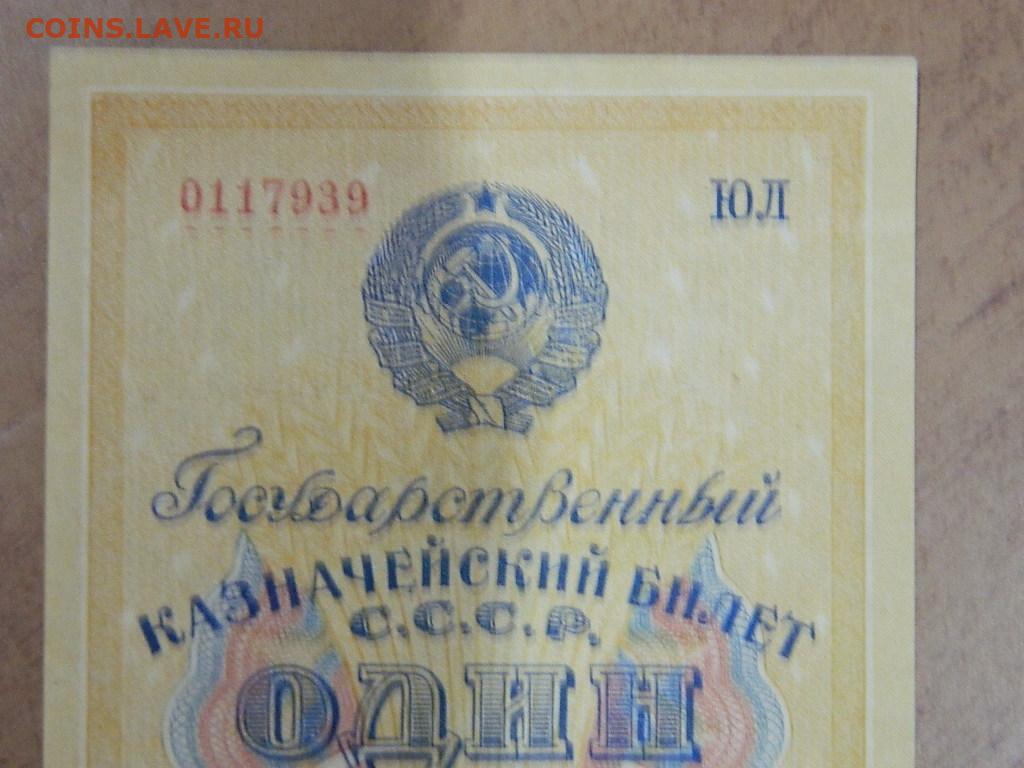 COINS.LAVE.RU
0117939 ЮЛ
Государственный
КАЗНАЧЕЙСКИЙ БИЛЕТ
С.С.С.Р.
ОДИН